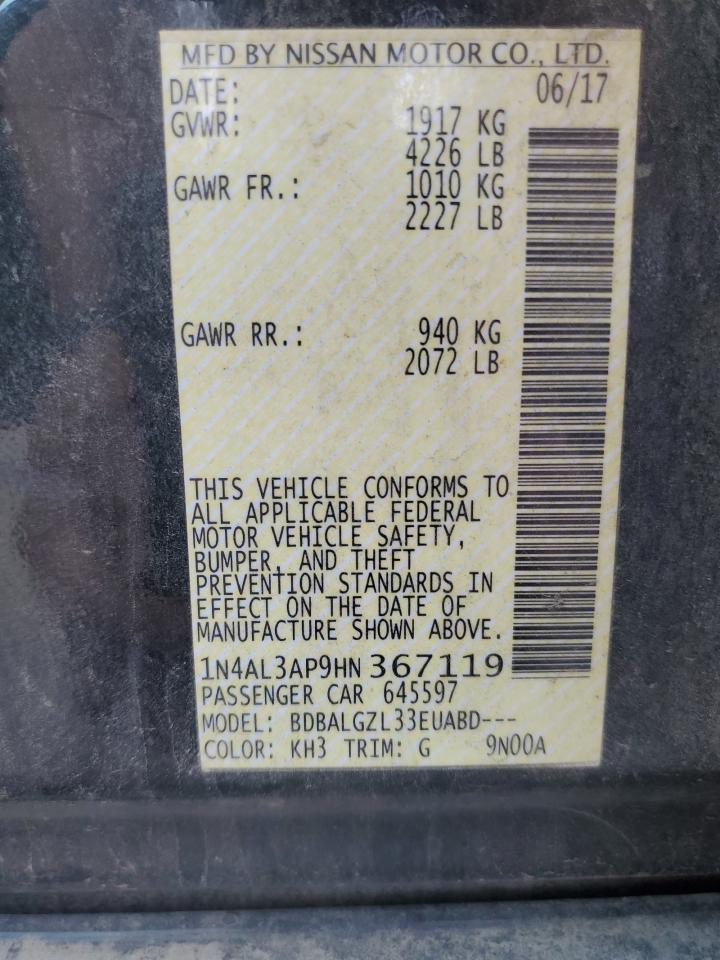 MFD BY NISSAN MOTOR CO., LTD.
DATE: 06/17
GVWR: 1917 KG
4226 LB
GAWR FR.: 1010 KG
2227 LB
GAWR RR.: 940 KG
2072 LB
THIS VEHICLE CONFORMS TO
ALL APPLICABLE FEDERAL
MOTOR VEHICLE SAFETY,
BUMPER, AND THEFT
PREVENTION STANDARDS IN
EFFECT ON THE DATE OF
MANUFACTURE SHOWN ABOVE.
1N4AL3AP9HN 367119
PASSENGER CAR 645597
MODEL: BDBALGZL33EUABD---
COLOR: KH3 TRIM: G 9N00A